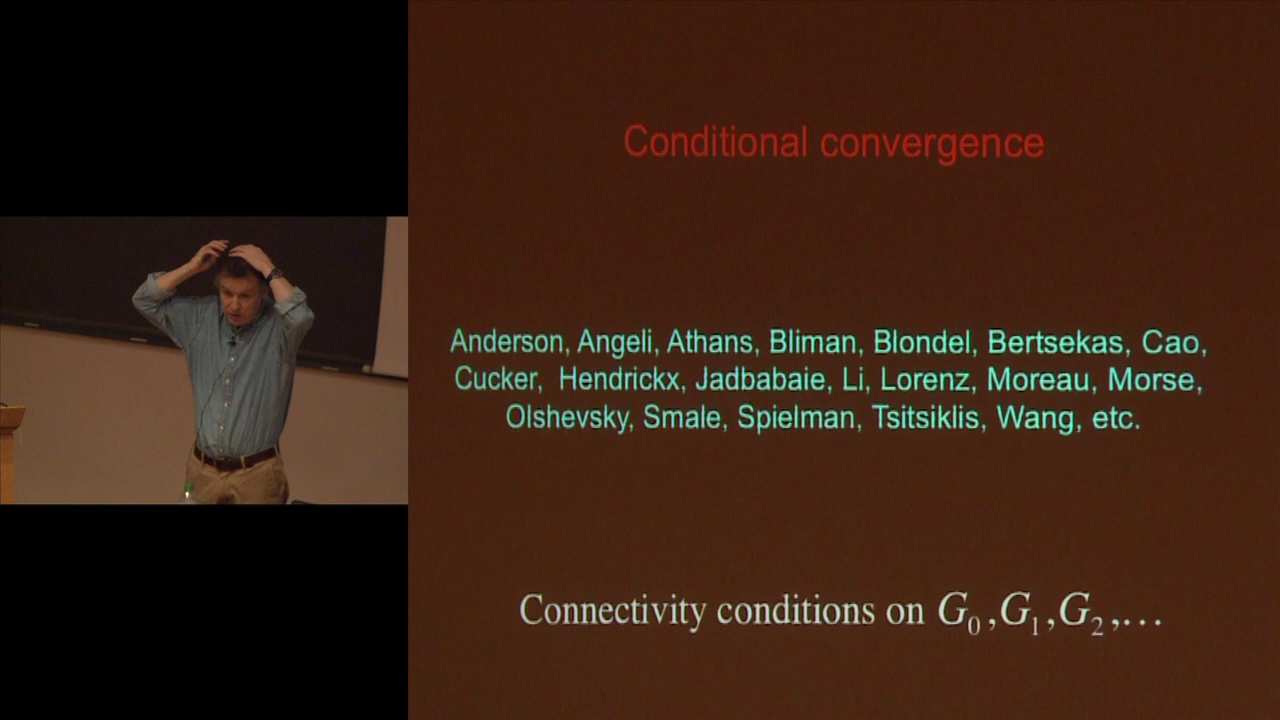 Conditional convergence
Anderson, Angeli, Athans, Bliman, Blondel, Bertsekas, Cao,
Cucker, Hendrickx, Jadbabaie, Li, Lorenz, Moreau, Morse,
Olshevsky, Smale, Spielman, Tsitsiklis, Wang, etc.
Connectivity conditions on G₀,G₁,G₂,…